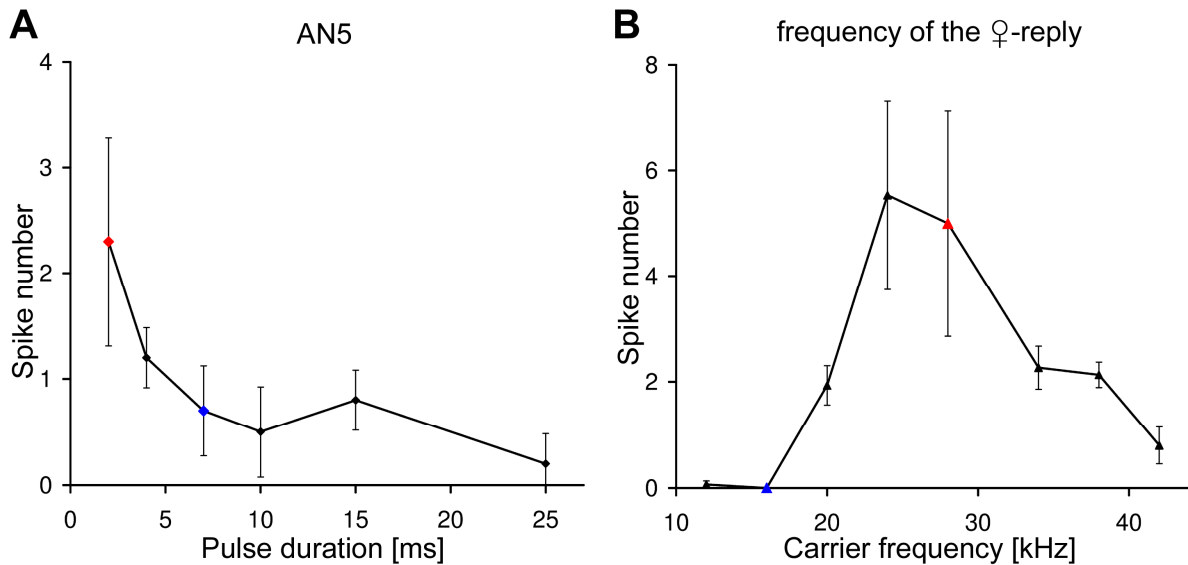 A
AN5
4
3
2
1
0
Spike number
0 5 10 15 20 25
Pulse duration [ms]
B
frequency of the ♀-reply
8
6
4
2
0
Spike number
10 20 30 40
Carrier frequency [kHz]